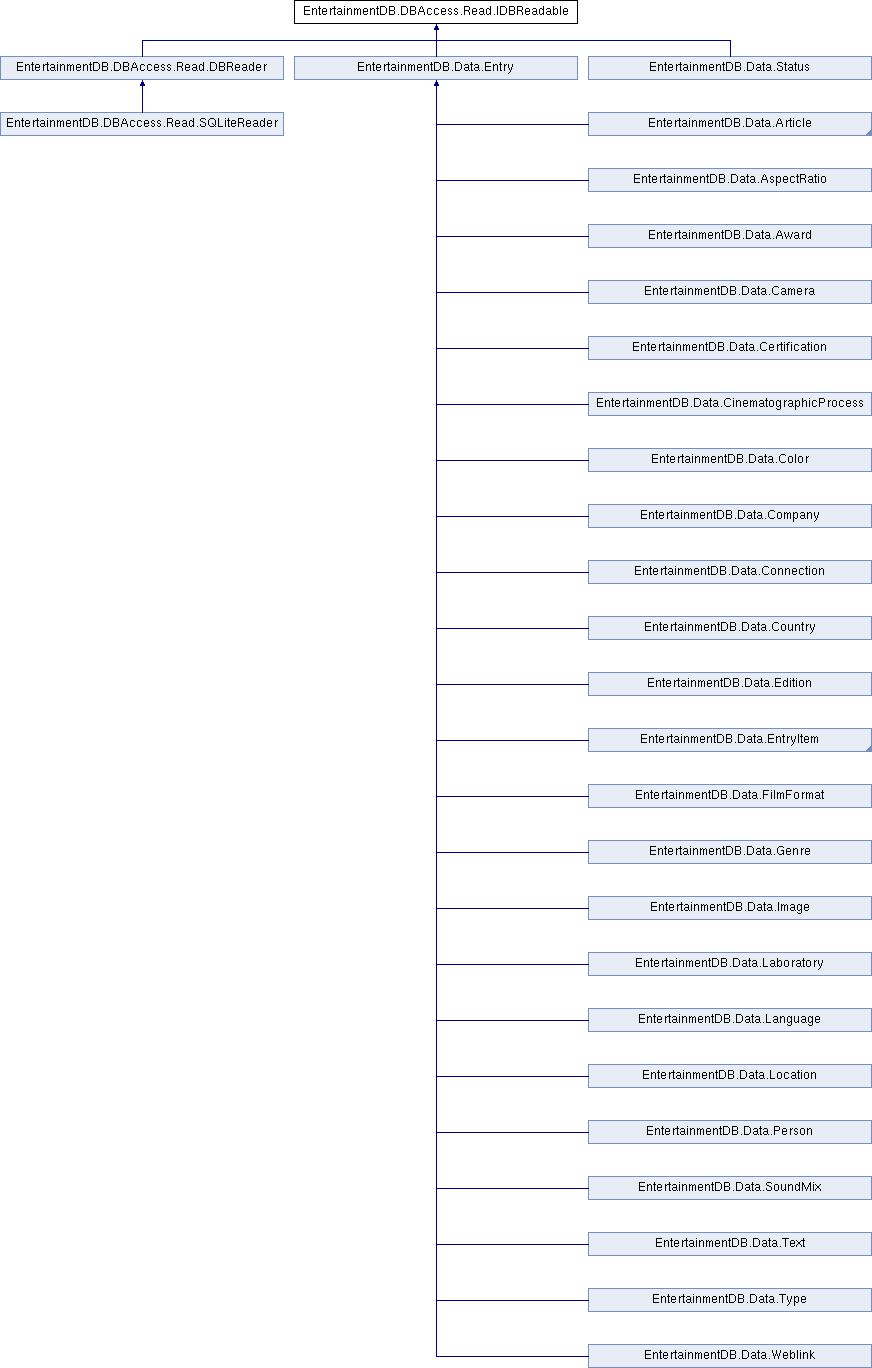 EntertainmentDB.DBAccess.Read.IDBReadable
EntertainmentDB.DBAccess.Read.DBReader
EntertainmentDB.Data.Entry
EntertainmentDB.Data.Status
EntertainmentDB.DBAccess.Read.SQLiteReader
EntertainmentDB.Data.Article
EntertainmentDB.Data.AspectRatio
EntertainmentDB.Data.Award
EntertainmentDB.Data.Camera
EntertainmentDB.Data.Certification
EntertainmentDB.Data.CinematographicProcess
EntertainmentDB.Data.Color
EntertainmentDB.Data.Company
EntertainmentDB.Data.Connection
EntertainmentDB.Data.Country
EntertainmentDB.Data.Edition
EntertainmentDB.Data.EntryItem
EntertainmentDB.Data.FilmFormat
EntertainmentDB.Data.Genre
EntertainmentDB.Data.Image
EntertainmentDB.Data.Laboratory
EntertainmentDB.Data.Language
EntertainmentDB.Data.Location
EntertainmentDB.Data.Person
EntertainmentDB.Data.SoundMix
EntertainmentDB.Data.Text
EntertainmentDB.Data.Type
EntertainmentDB.Data.Weblink